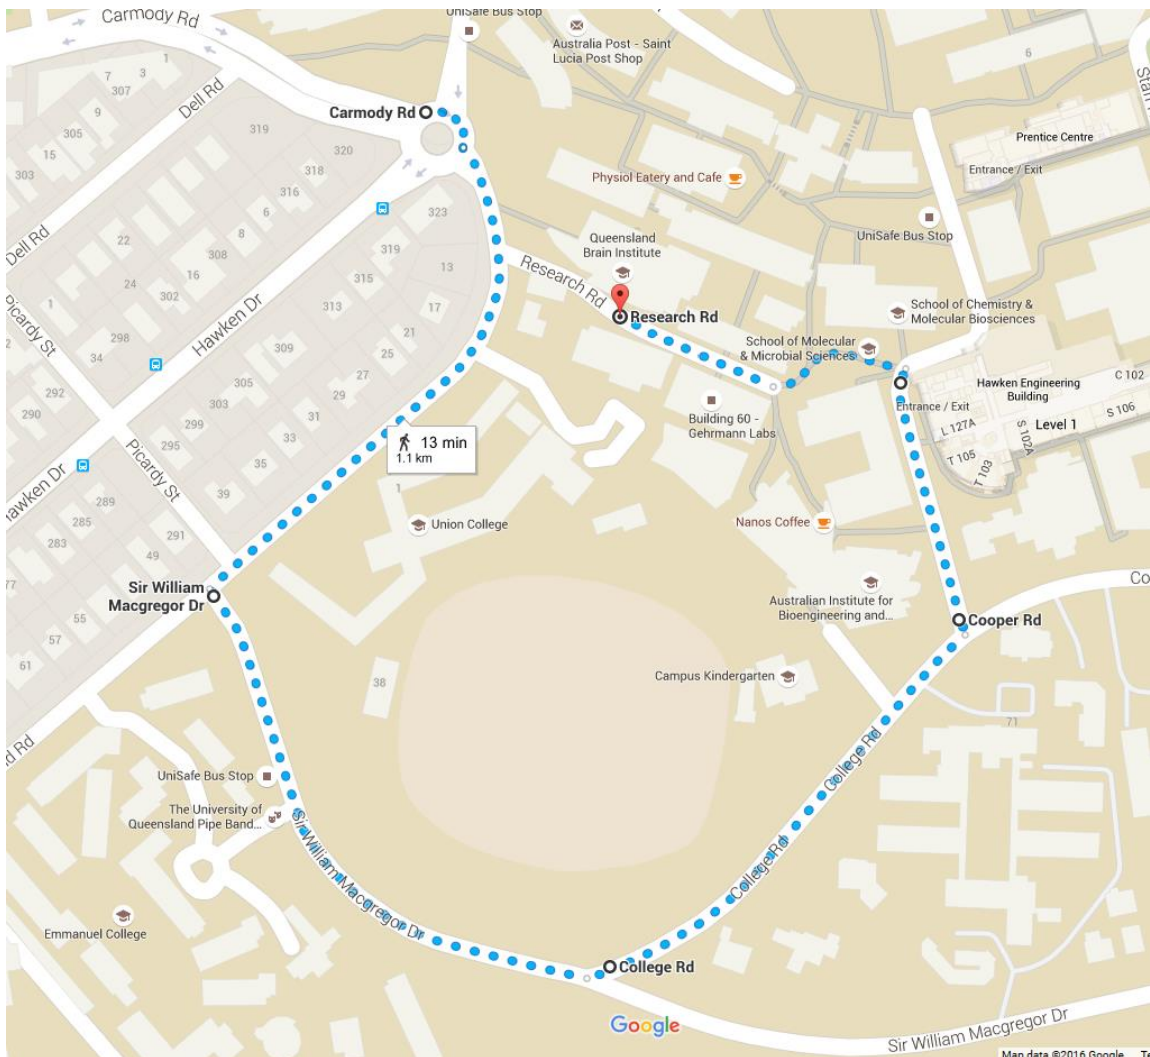 Carmody Rd
UniSafe Bus Stop
Australia Post - Saint
Lucia Post Shop
6
3
1
7
307
9
Dell Rd
305
15
303
319
320
Carmody Rd
Prentice Centre
Entrance / Exit
318
316
6
8
308
Physiol Eatery and Cafe
323
UniSafe Bus Stop
Dell Rd
22
24
16
302
1
298
34
Picardy St
Hawken Dr
319
315
313
13
17
21
25
Queensland
Brain Institute
Research Rd
Research Rd
School of Chemistry &
Molecular Biosciences
School of Molecular
& Microbial Sciences
309
303
305
27
29
31
33
35
39
299
295
292
290
Hawken Dr
Picardy St
Building 60 -
Gehrmann Labs
Entrance / Exit
Hawken Engineering
Building
C 102
S 106
Level 1
L 127A
S 102A
T 105
T 103
13 min
1.1 km
1
Union College
Nanos Coffee
289
285
283
291
49
77
55
57
61
Sir William
Macgregor Dr
Australian Institute for
Bioengineering and...
Cooper Rd
Co
38
Campus Kindergarten
71
d Rd
UniSafe Bus Stop
The University of
Queensland Pipe Band...
Sir William Macgregor Dr
College Rd
College Rd
Emmanuel College
College Rd
Google
Sir William Macgregor Dr
Map data ©2016 Google
Te